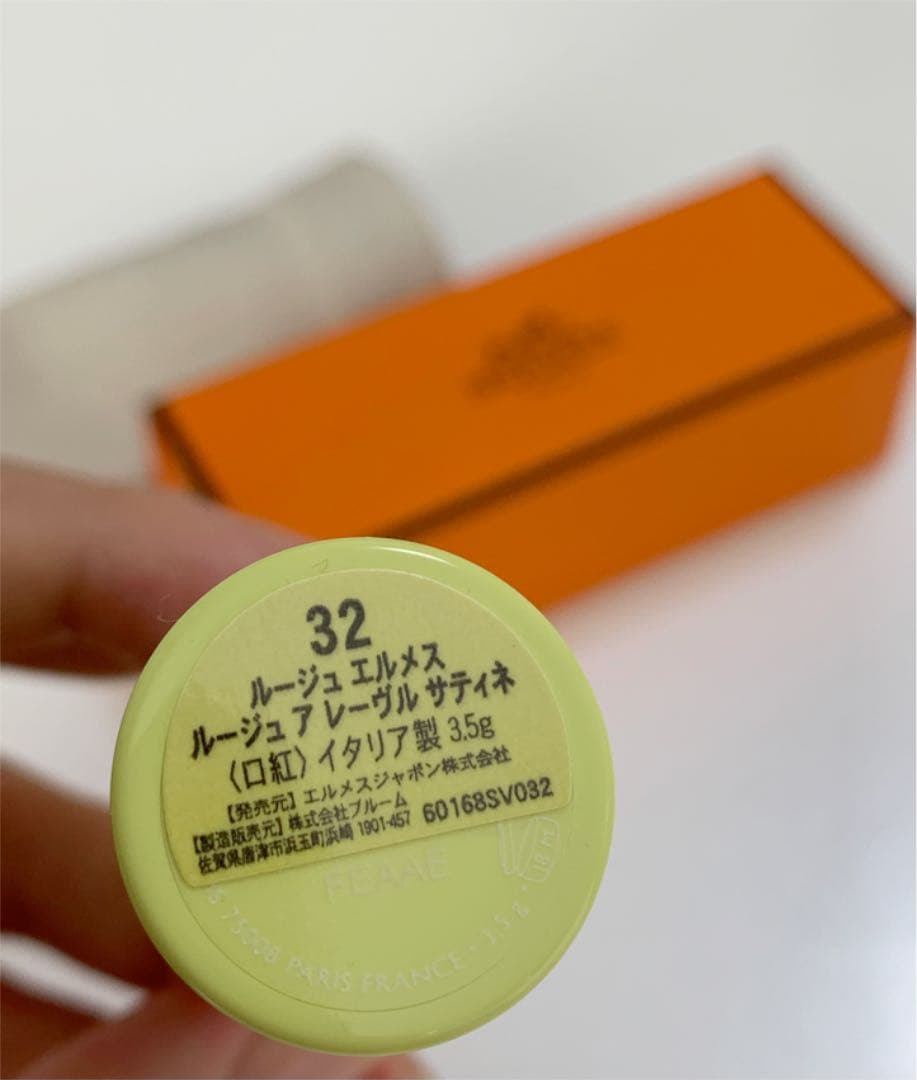 32
ルージュ エルメス
ルージュ ア レーヴル サティネ
〈口紅〉イタリア製 3.5g
【発売元】エルメスジャポン株式会社
【製造販売元】株式会社ブルーム
佐賀県唐津市浜玉町浜崎 1901-457 60168SV032
FEAAE
75008 PARIS FRANCE · 3.5 g ·
18 M